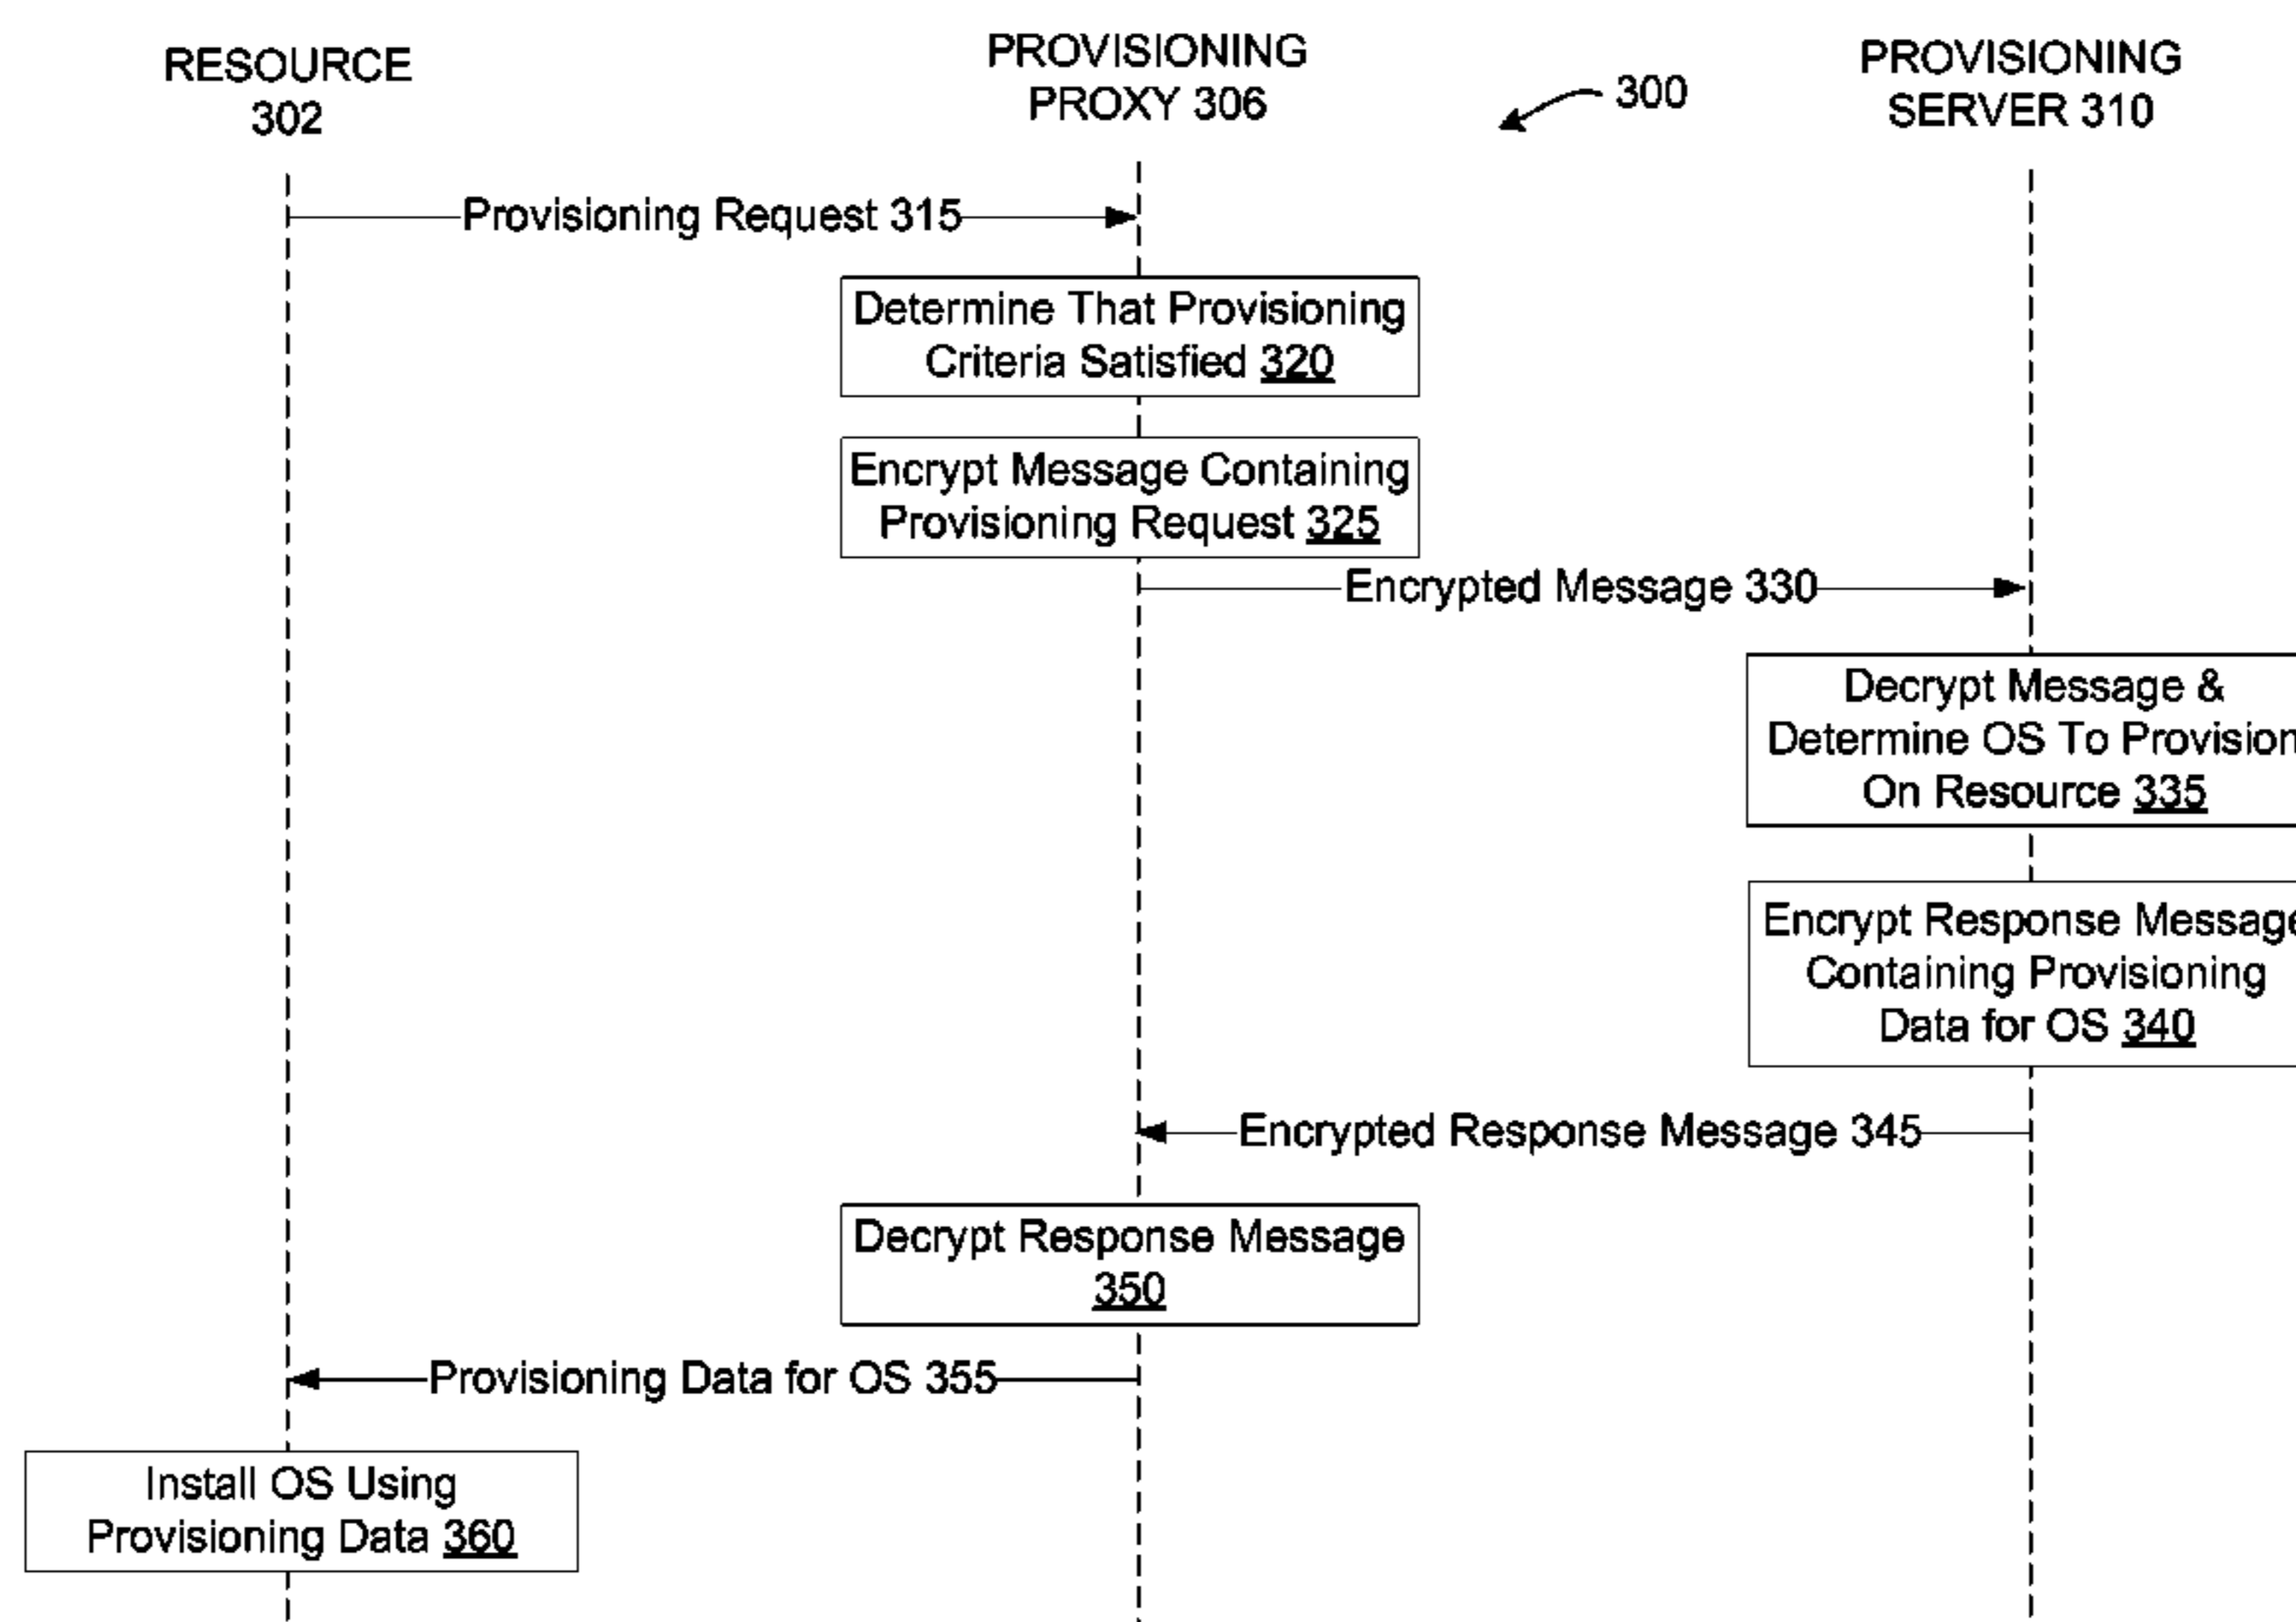 RESOURCE
302
PROVISIONING
PROXY 306
300
PROVISIONING
SERVER 310
Provisioning Request 315
Determine That Provisioning
Criteria Satisfied 320
Encrypt Message Containing
Provisioning Request 325
Encrypted Message 330
Decrypt Message &
Determine OS To Provision
On Resource 335
Encrypt Response Message
Containing Provisioning
Data for OS 340
Encrypted Response Message 345
Decrypt Response Message
350
Provisioning Data for OS 355
Install OS Using
Provisioning Data 360